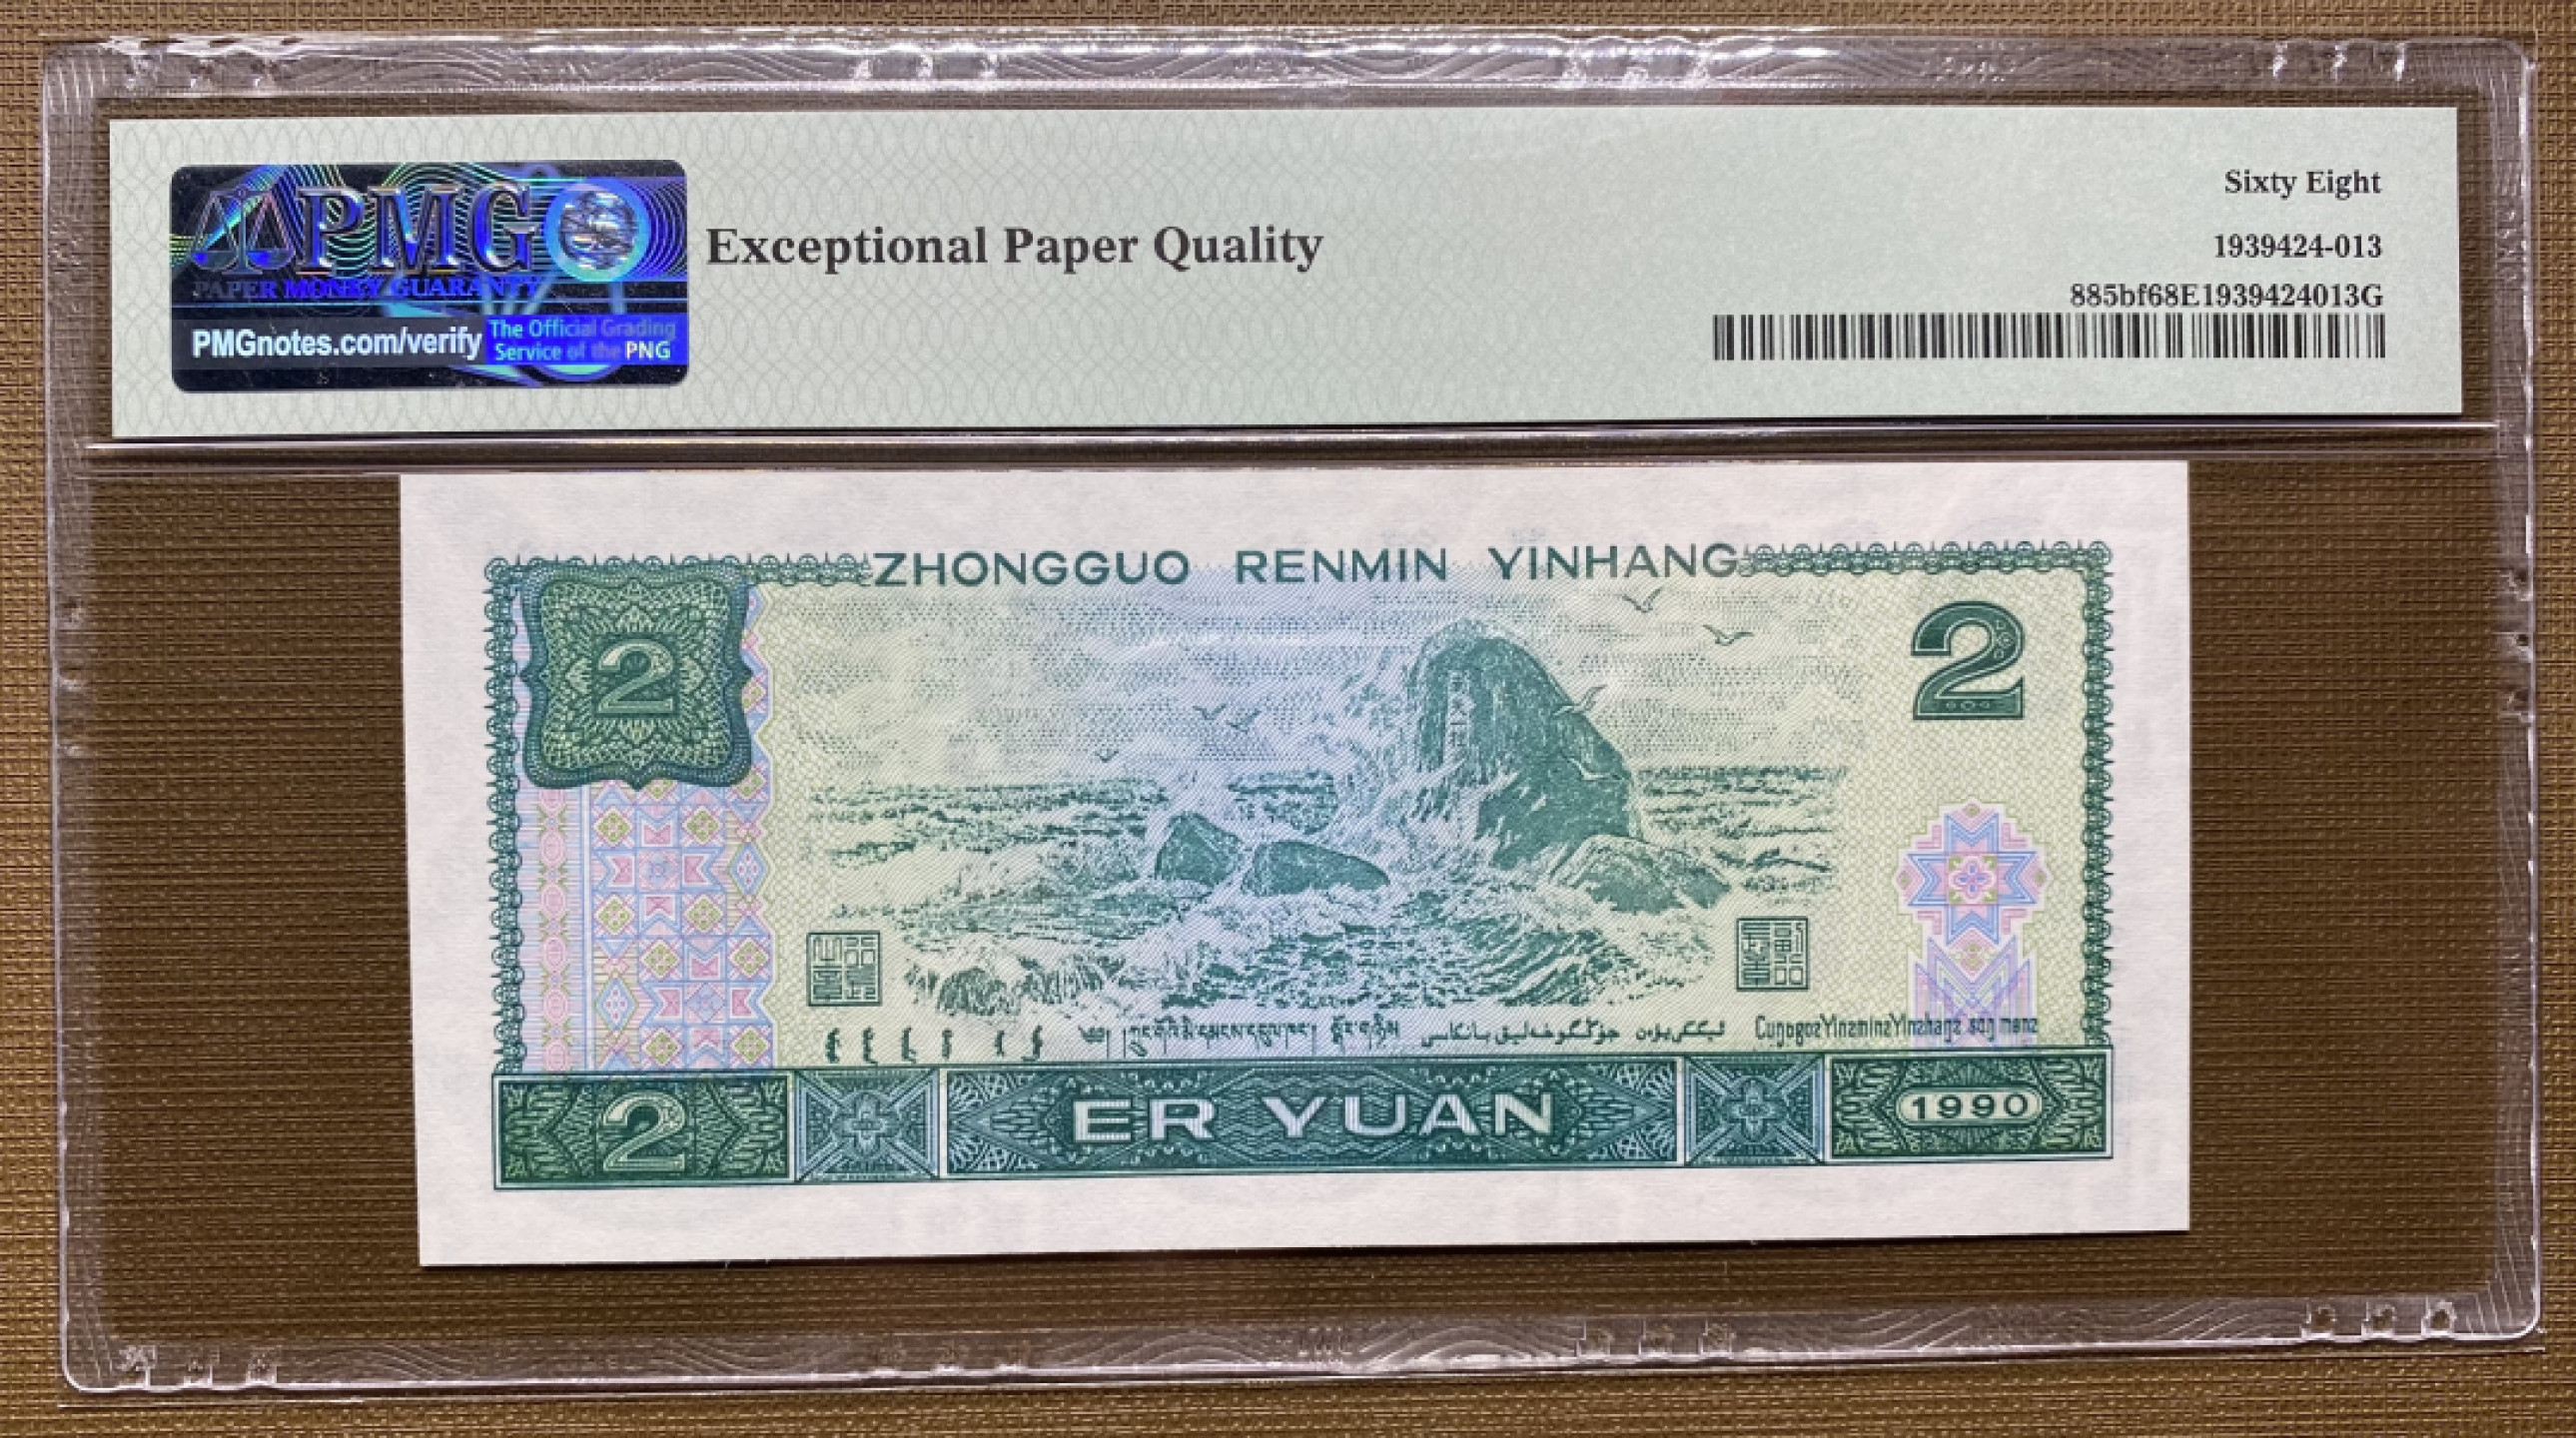 PMG
PAPER MONEY GUARANTY
PMGnotes.com/verify
The Official Grading
Service of the PNG
Exceptional Paper Quality
Sixty Eight
1939424-013
885bf68E1939424013G
ZHONGGUO RENMIN YINHANG
2
2
2
ER YUAN
1990